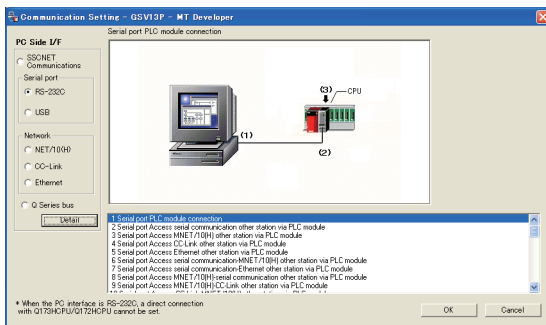 Communication Setting - GSV13P - MT Developer
PC Side I/F
SSCNET
Communications
Serial port
RS-232C
USB
Network
NET/10(H)
CC-Link
Ethernet
Q Series bus
Detail
Serial port PLC module connection
(3)
CPU
(1)
(2)
1 Serial port PLC module connection
2 Serial port Access serial communication other station via PLC module
3 Serial port Access MNET/10(H) other station via PLC module
4 Serial port Access CC-Link other station via PLC module
5 Serial port Access Ethernet other station via PLC module
6 Serial port Access serial communication-MNET/10(H) other station via PLC module
7 Serial port Access serial communication-Ethernet other station via PLC module
8 Serial port Access MNET/10(H)-serial communication other station via PLC module
9 Serial port Access MNET/10(H)-CC-Link other station via PLC module
* When the PC interface is RS-232C, a direct connection
with Q173HCPU/Q172HCPU cannot be set.
OK
Cancel